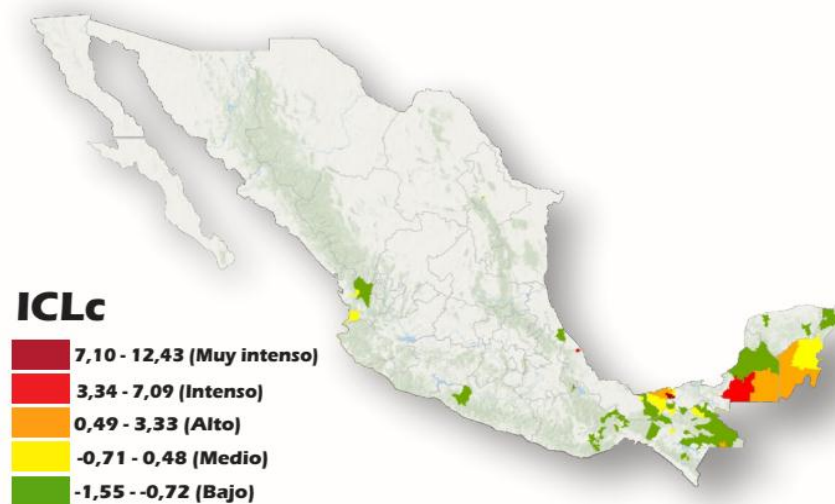 ICLc
7,10 - 12,43 (Muy intenso)
3,34 - 7,09 (Intenso)
0,49 - 3,33 (Alto)
-0,71 - 0,48 (Medio)
-1,55 - -0,72 (Bajo)